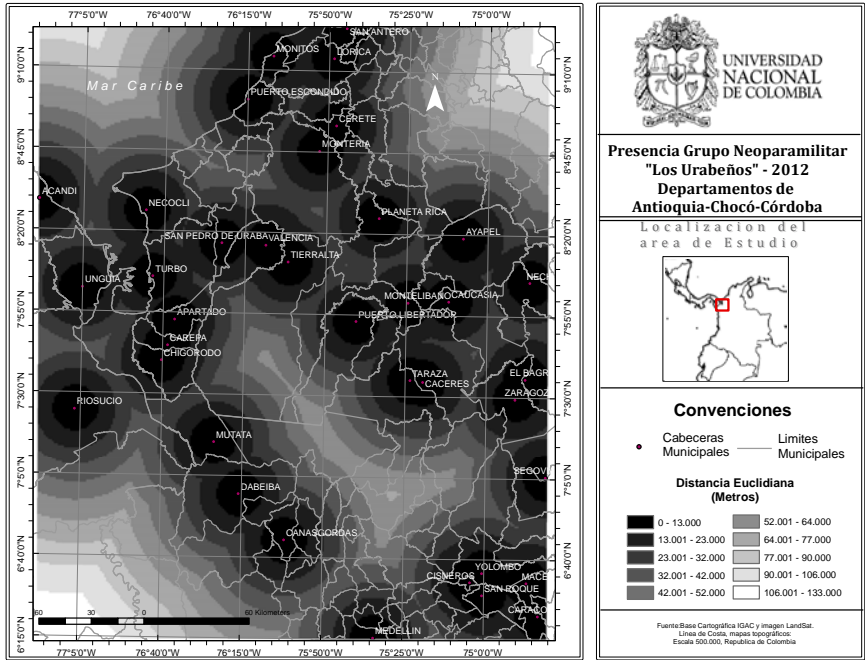 77°5'0"W 76°40'0"W 76°15'0"W 75°50'0"W 75°25'0"W 75°0'0"W
9°10'0"N
9°10'0"N
8°45'0"N
8°45'0"N
8°20'0"N
8°20'0"N
7°55'0"N
7°55'0"N
7°30'0"N
7°30'0"N
7°5'0"N
7°5'0"N
6°40'0"N
6°40'0"N
6°15'0"N
6°15'0"N
SAN ANTERO
MONITOS
LORICA
Mar Caribe
N
PUERTO ESCONDIDO
CERETE
MONTERIA
ACANDI
NECOCLI
PLANETA RICA
SAN PEDRO DE URABA
VALENCIA
AYAPEL
TIERRALTA
TURBO
UNGUIA
NECH
MONTELIBANO
CAUCASIA
APARTADO
PUERTO LIBERTADOR
CAREPA
CHIGORODO
TARAZA
CACERES
EL BAGR
ZARAGOZ
RIOSUCIO
MUTATA
SEGOV
DABEIBA
CANASGORDAS
YOLOMBO
CISNEROS
MACE
SAN ROQUE
CARACO
MEDELLIN
60 30 0 60 Kilometers
77°5'0"W 76°40'0"W 76°15'0"W 75°50'0"W 75°25'0"W 75°0'0"W
UNIVERSIDAD
NACIONAL
DE COLOMBIA
Presencia Grupo Neoparamilitar
"Los Urabeños" - 2012
Departamentos de
Antioquia-Chocó-Córdoba
Localizacion del
area de Estudio
Convenciones
Cabeceras
Municipales
Limites
Municipales
Distancia Euclidiana
(Metros)
0 - 13.000
13.001 - 23.000
23.001 - 32.000
32.001 - 42.000
42.001 - 52.000
52.001 - 64.000
64.001 - 77.000
77.001 - 90.000
90.001 - 106.000
106.001 - 133.000
Fuente:Base Cartográfica IGAC y imagen LandSat.
Línea de Costa, mapas topográficos:
Escala 500.000, Republica de Colombia